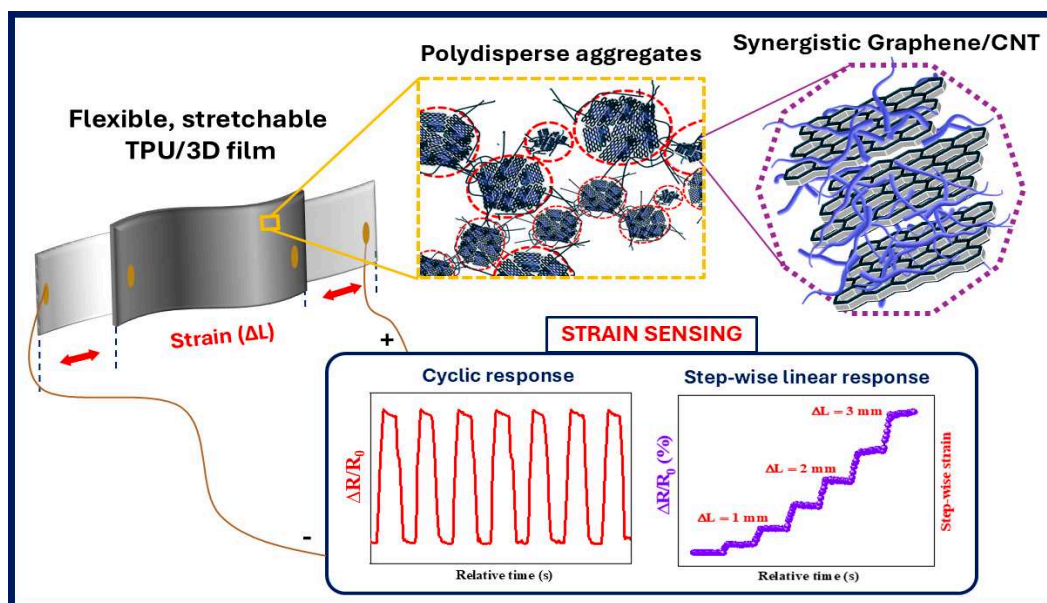 Polydisperse aggregates
Synergistic Graphene/CNT
Flexible, stretchable
TPU/3D film
Strain (ΔL)
+
-
STRAIN SENSING
Cyclic response
ΔR/R₀
Relative time (s)
Step-wise linear response
ΔR/R₀ (%)
ΔL = 3 mm
ΔL = 2 mm
ΔL = 1 mm
Step-wise strain
Relative time (s)